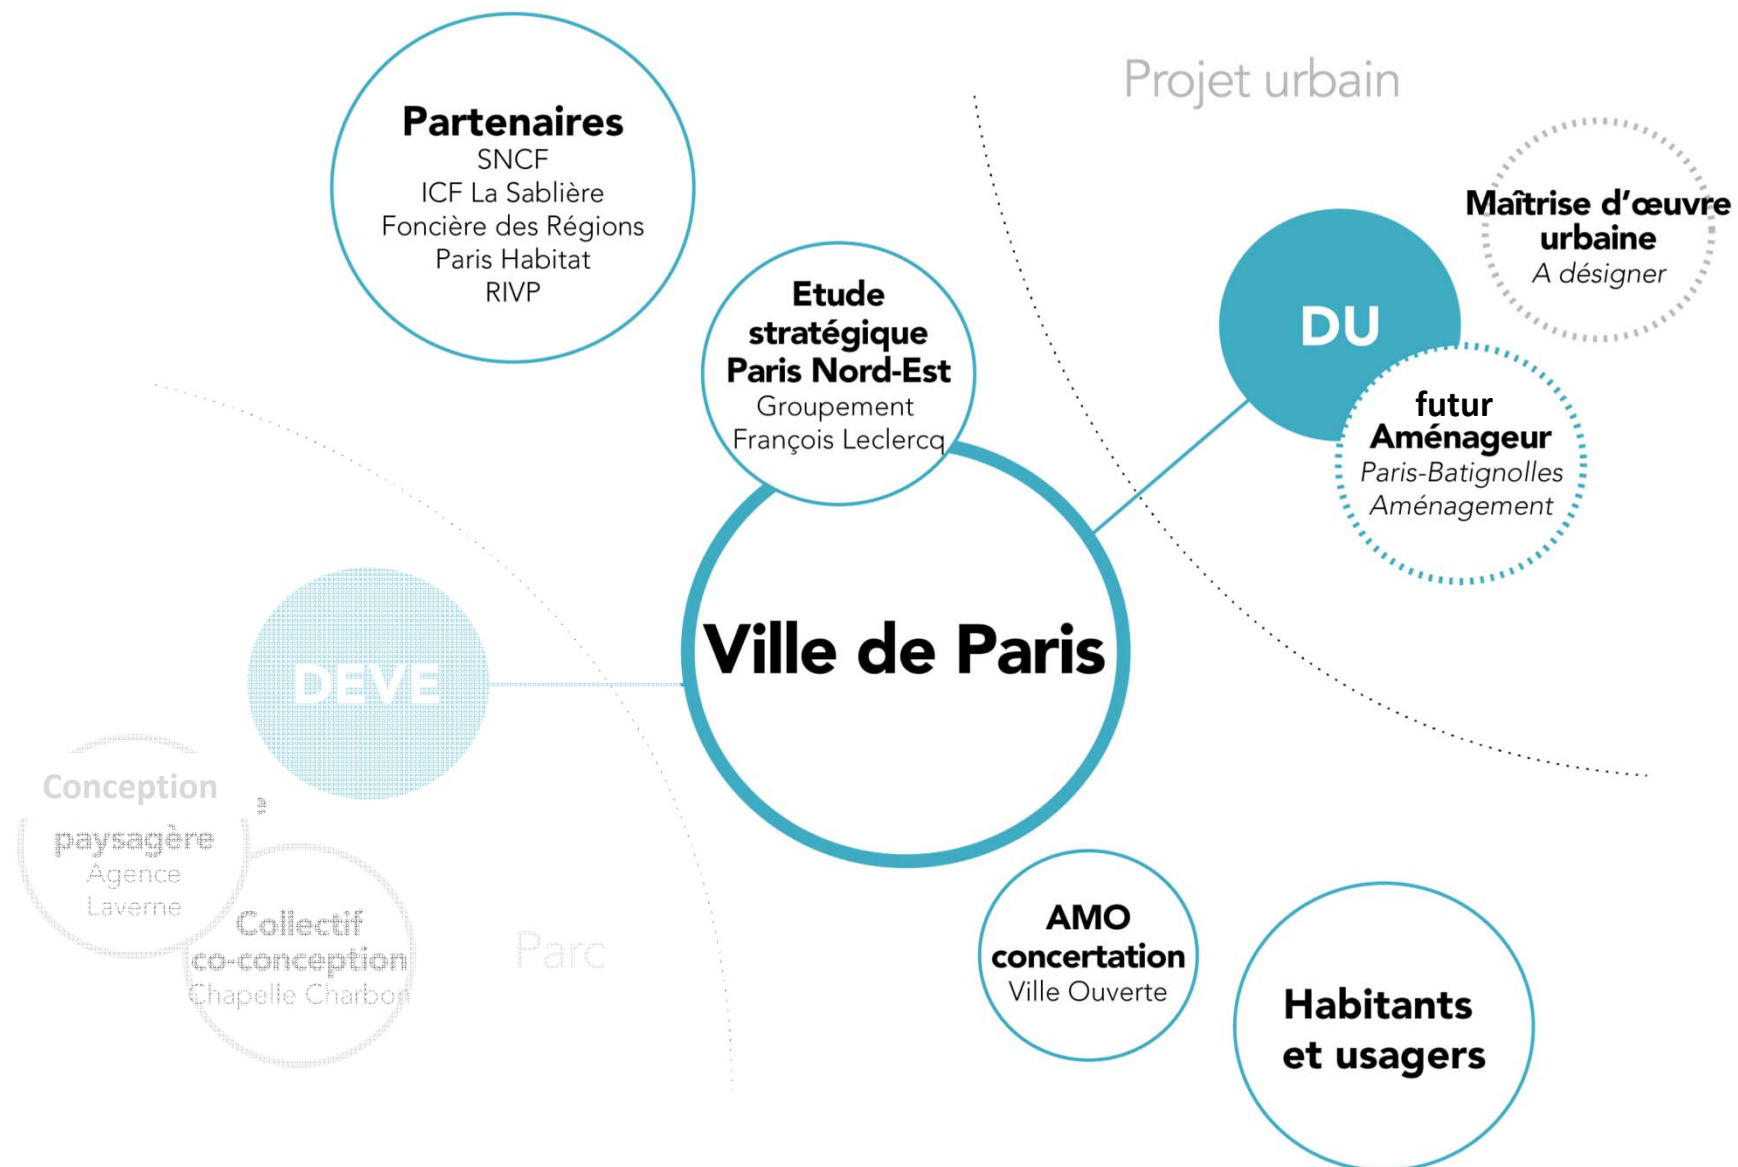 Projet urbain
Partenaires
SNCF
ICF La Sablière
Foncière des Régions
Paris Habitat
RIVP
Maîtrise d'œuvre
urbaine
A désigner
Etude
stratégique
Paris Nord-Est
Groupement
François Leclercq
DU
futur
Aménageur
Paris-Batignolles
Aménagement
Ville de Paris
DEVE
Conception
e
paysagère
Agence
Laverne
Collectif
co-conception
Chapelle Charbon
Parc
AMO
concertation
Ville Ouverte
Habitants
et usagers